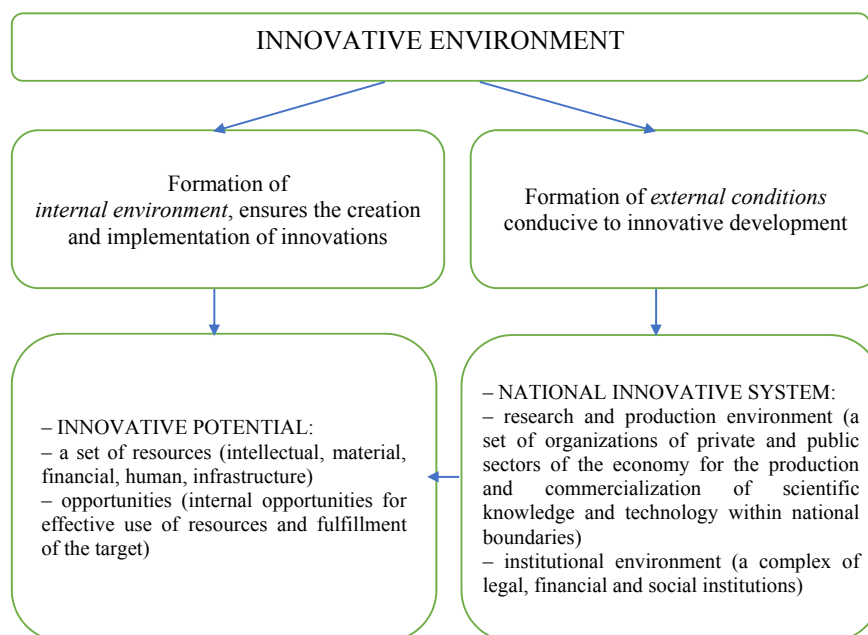 INNOVATIVE ENVIRONMENT
Formation of
internal environment, ensures the creation
and implementation of innovations
Formation of external conditions
conducive to innovative development
– INNOVATIVE POTENTIAL:
– a set of resources (intellectual, material,
financial, human, infrastructure)
– opportunities (internal opportunities for
effective use of resources and fulfillment
of the target)
– NATIONAL INNOVATIVE SYSTEM:
– research and production environment (a
set of organizations of private and public
sectors of the economy for the production
and commercialization of scientific
knowledge and technology within national
boundaries)
– institutional environment (a complex of
legal, financial and social institutions)